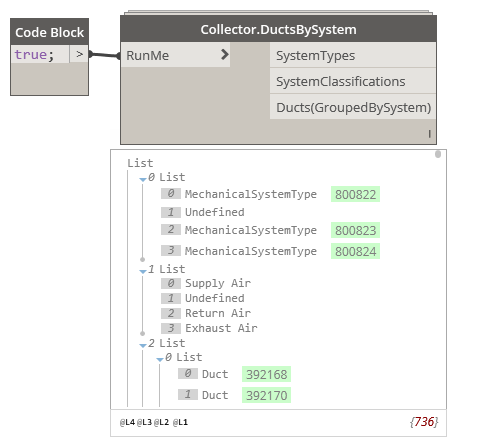 Code Block
true; >
Collector.DuctsBySystem
RunMe >
SystemTypes
SystemClassifications
Ducts(GroupedBySystem)
l
List
0 List
0 MechanicalSystemType 800822
1 Undefined
2 MechanicalSystemType 800823
3 MechanicalSystemType 800824
1 List
0 Supply Air
1 Undefined
2 Return Air
3 Exhaust Air
2 List
0 List
0 Duct 392168
1 Duct 392170
@L4 @L3 @L2 @L1 {736}